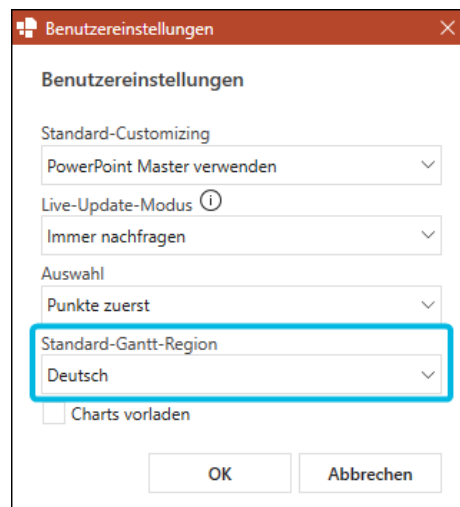 Benutzereinstellungen
Benutzereinstellungen
Standard-Customizing
PowerPoint Master verwenden
Live-Update-Modus
Immer nachfragen
Auswahl
Punkte zuerst
Standard-Gantt-Region
Deutsch
Charts vorladen
OK Abbrechen